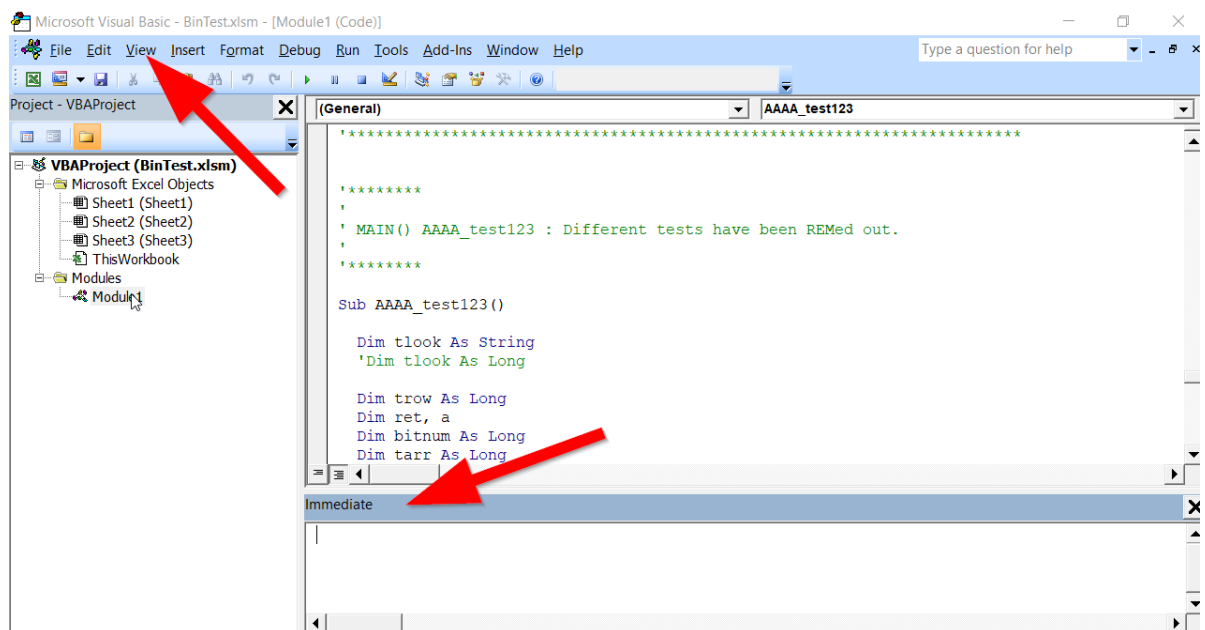 Microsoft Visual Basic - BinTest.xlsm - [Module1 (Code)]
File Edit View Insert Format Debug Run Tools Add-Ins Window Help
Type a question for help
Project - VBAProject
(General)
AAAA_test123
VBAProject (BinTest.xlsm)
Microsoft Excel Objects
Sheet1 (Sheet1)
Sheet2 (Sheet2)
Sheet3 (Sheet3)
ThisWorkbook
Modules
Module1
'************************************************************************
'********
'
' MAIN() AAAA_test123 : Different tests have been REMed out.
'
'********
Sub AAAA_test123()
Dim tlook As String
'Dim tlook As Long
Dim trow As Long
Dim ret, a
Dim bitnum As Long
Dim tarr As Long
Immediate